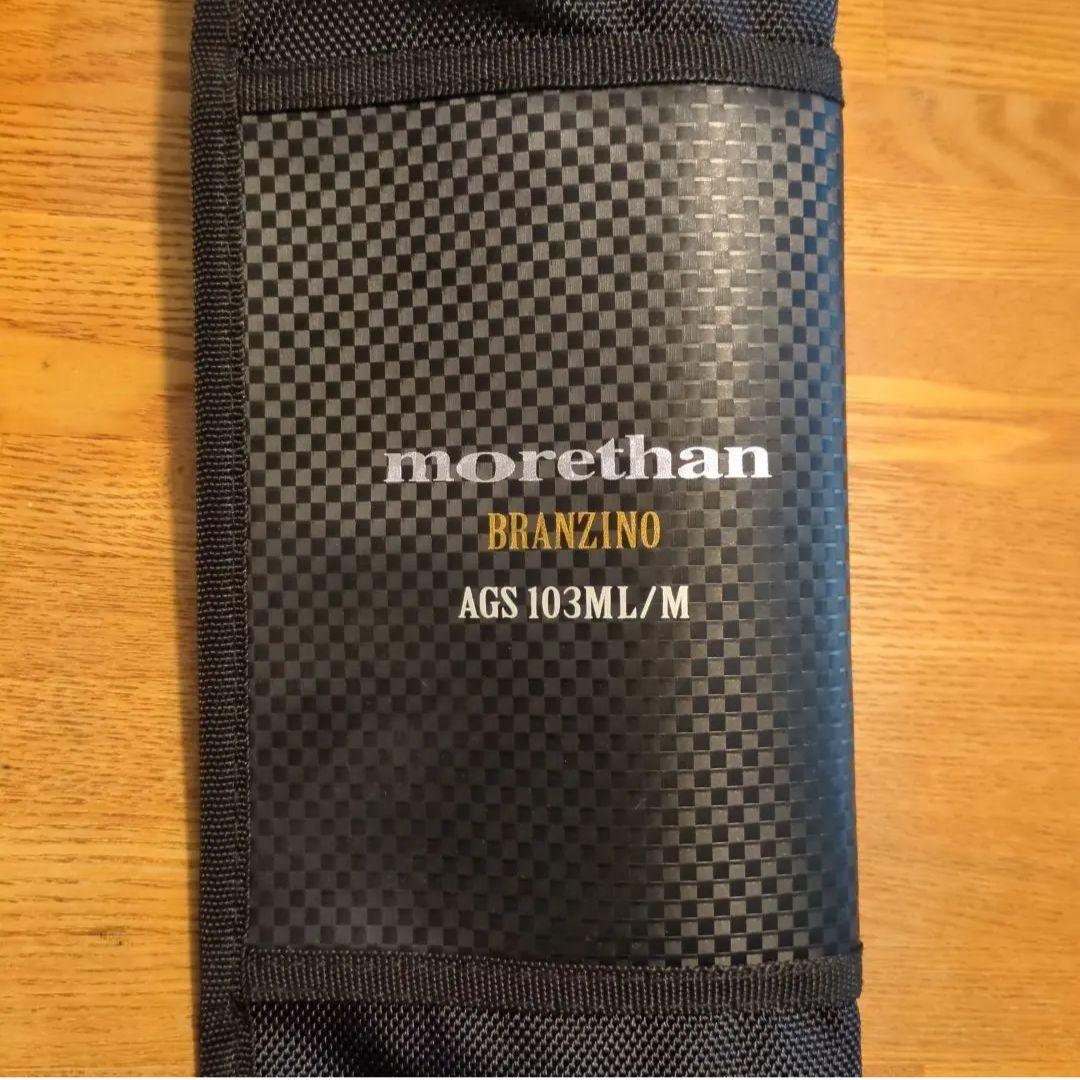 morethan
BRANZINO
AGS 103ML/M